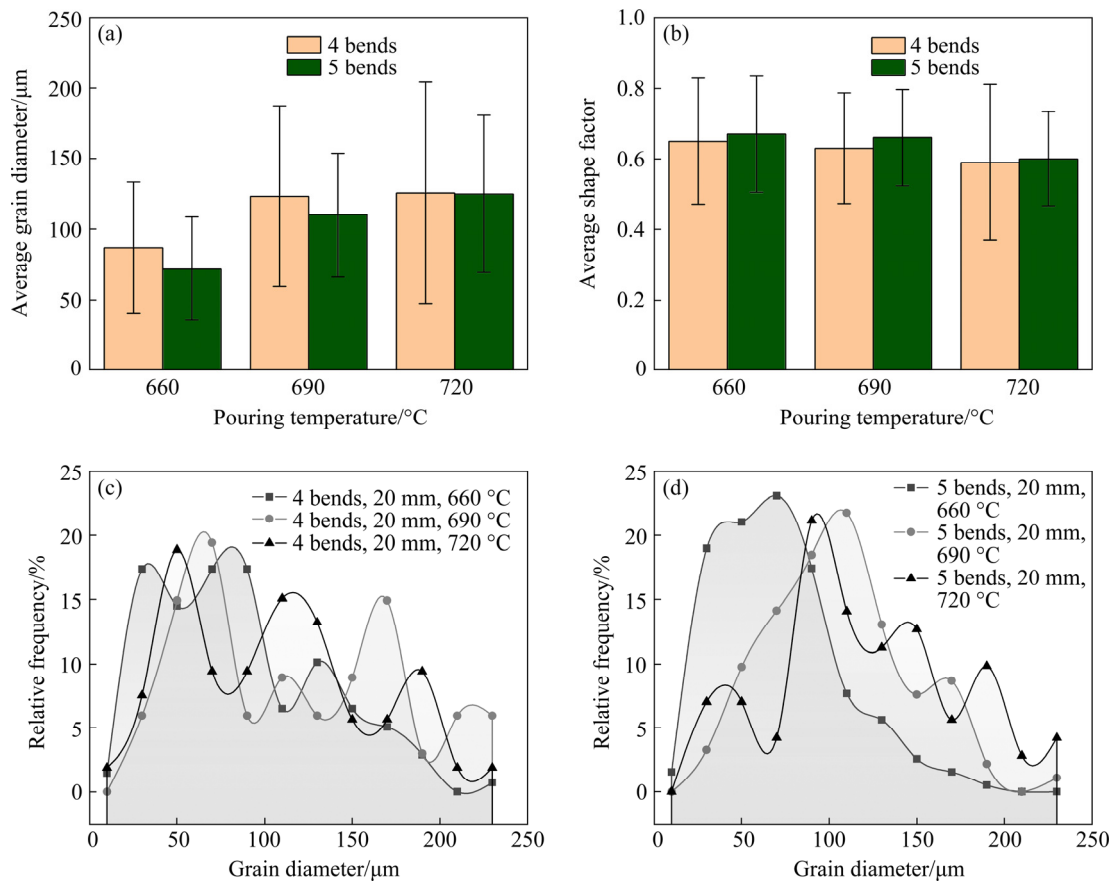 (a)
4 bends
5 bends
250
200
150
100
50
0
Average grain diameter/μm
660
690
720
Pouring temperature/°C
(b)
4 bends
5 bends
1.0
0.8
0.6
0.4
0.2
0
Average shape factor
660
690
720
Pouring temperature/°C
(c)
4 bends, 20 mm, 660 °C
4 bends, 20 mm, 690 °C
4 bends, 20 mm, 720 °C
25
20
15
10
5
0
Relative frequency/%
0
50
100
150
200
250
Grain diameter/μm
(d)
5 bends, 20 mm,
660 °C
5 bends, 20 mm,
690 °C
5 bends, 20 mm,
720 °C
25
20
15
10
5
0
Relative frequency/%
0
50
100
150
200
250
Grain diameter/μm